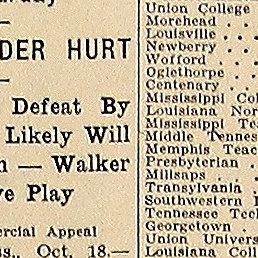 DER HURT
Defeat By
Likely Will
— Walker
Play
ercial Appeal
Oct. 18.—
Union College
Morehead
Louisville
Newberry
Wofford
Oglethorpe
Centenary
Mississippi Col
Louisiana Nor
Mississippi Te
Middle Tennes
Memphis Teac
Presbyterian
Millsaps
Transylvania
Southwestern
Tennessee Tec
Georgetown
Union Univers
Louisiana Coll